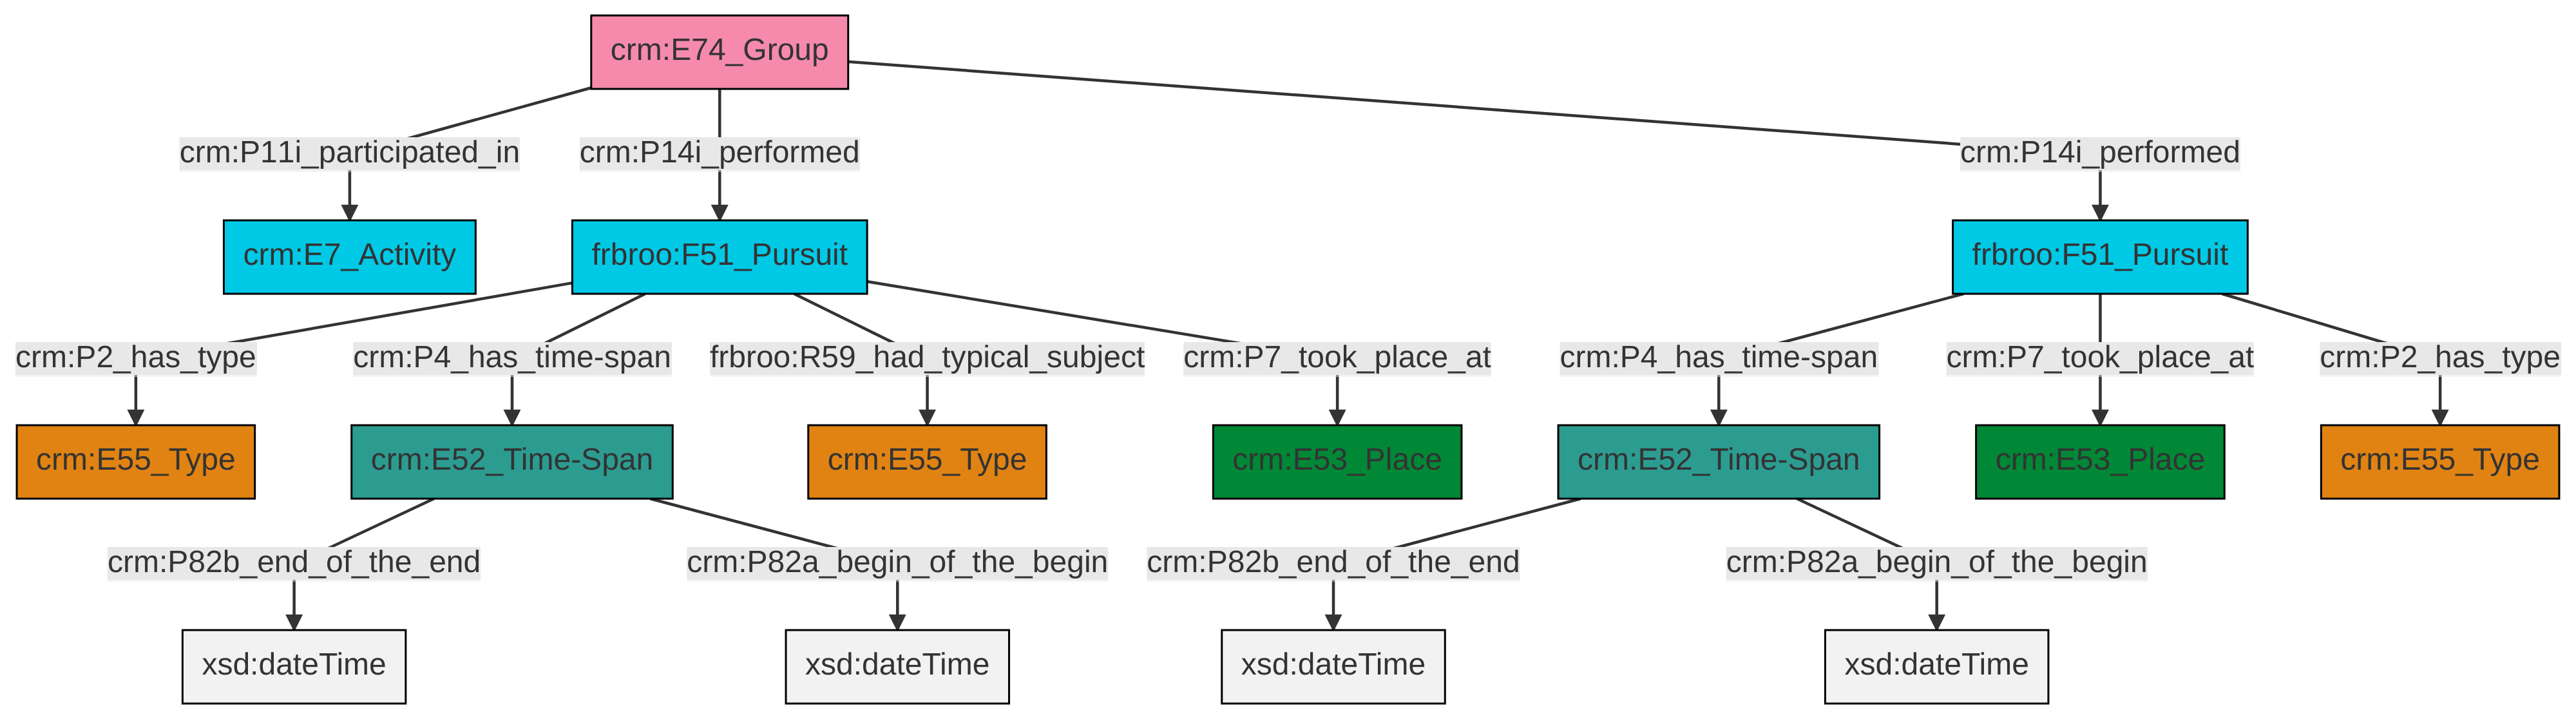 crm:E74_Group
crm:P11i_participated_in
crm:P14i_performed
crm:P14i_performed
crm:E7_Activity
frbroo:F51_Pursuit
frbroo:F51_Pursuit
crm:P2_has_type
crm:P4_has_time-span
frbroo:R59_had_typical_subject
crm:P7_took_place_at
crm:P4_has_time-span
crm:P7_took_place_at
crm:P2_has_type
crm:E55_Type
crm:E52_Time-Span
crm:E55_Type
crm:E53_Place
crm:E52_Time-Span
crm:E53_Place
crm:E55_Type
crm:P82b_end_of_the_end
crm:P82a_begin_of_the_begin
crm:P82b_end_of_the_end
crm:P82a_begin_of_the_begin
xsd:dateTime
xsd:dateTime
xsd:dateTime
xsd:dateTime